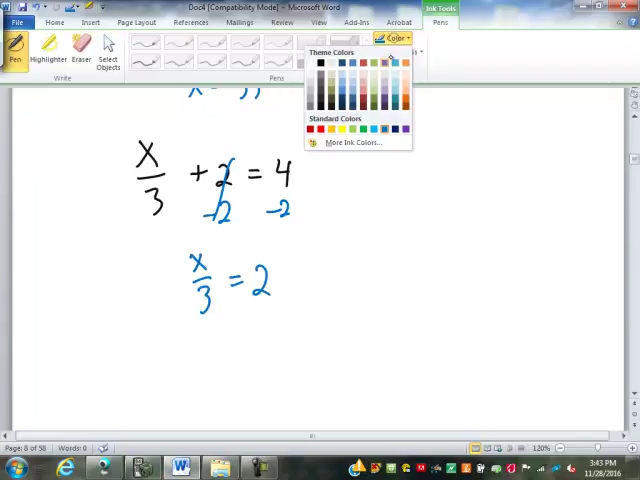 Doc4 [Compatibility Mode] - Microsoft Word
Ink Tools
File
Home
Insert
Page Layout
References
Mailings
Review
View
Add-Ins
Acrobat
Pens
Pen
Highlighter
Eraser
Select Objects
Color
Write
Pens
Theme Colors
Standard Colors
More Ink Colors...
x/3 + 2 = 4
-2 -2
x/3 = 2
Page: 8 of 58
Words: 0
120%
3:43 PM
11/28/2016